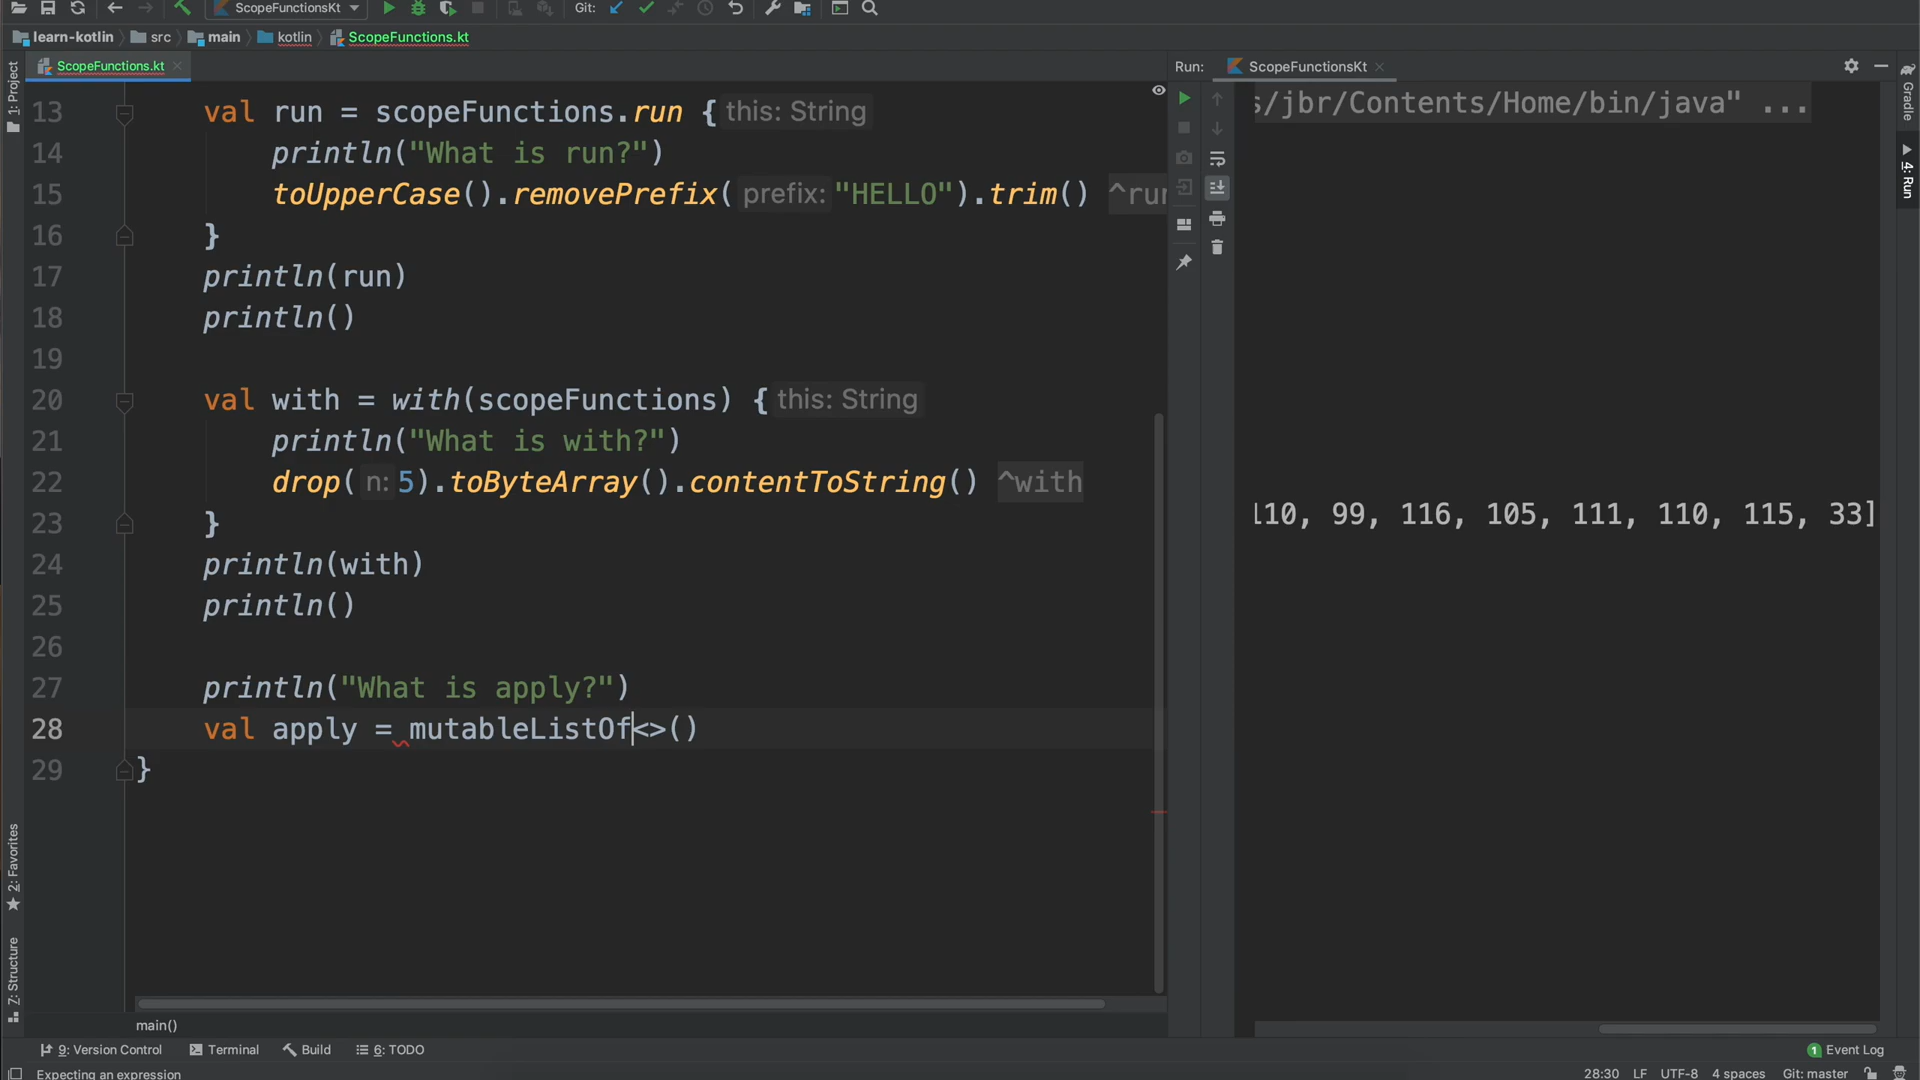 ScopeFunctionsKt
Git:
learn-kotlin
src
main
kotlin
ScopeFunctions.kt
1: Project
ScopeFunctions.kt
13 val run = scopeFunctions.run { this: String
14 println("What is run?")
15 toUpperCase().removePrefix( prefix: "HELLO").trim() ^run
16 }
17 println(run)
18 println()
19
20 val with = with(scopeFunctions) { this: String
21 println("What is with?")
22 drop( n: 5).toByteArray().contentToString() ^with
23 }
24 println(with)
25 println()
26
27 println("What is apply?")
28 val apply = mutableListOf<>()
29 }
main()
Run:
ScopeFunctionsKt
s/jbr/Contents/Home/bin/java" ...
110, 99, 116, 105, 111, 110, 115, 33]
Gradle
4: Run
2: Favorites
7: Structure
9: Version Control
Terminal
Build
6: TODO
1 Event Log
Expecting an expression
28:30
LF
UTF-8
4 spaces
Git: master